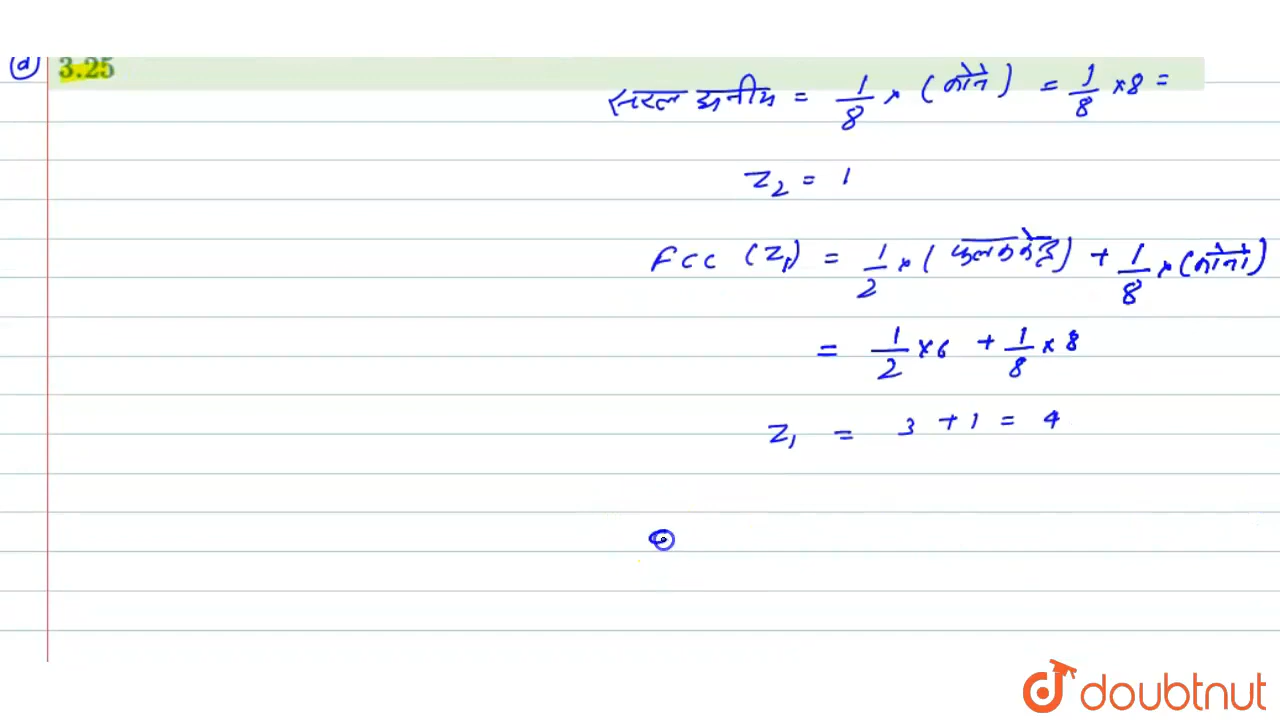 (d) 3.25
सरल घनीय = 1/8 × (कोने) = 1/8 × 8 =
Z₂ = 1
Fcc (Z₁) = 1/2 × (फलक केन्द्र) + 1/8 × (कोनो)
= 1/2 × 6 + 1/8 × 8
Z₁ = 3 + 1 = 4
doubtnut